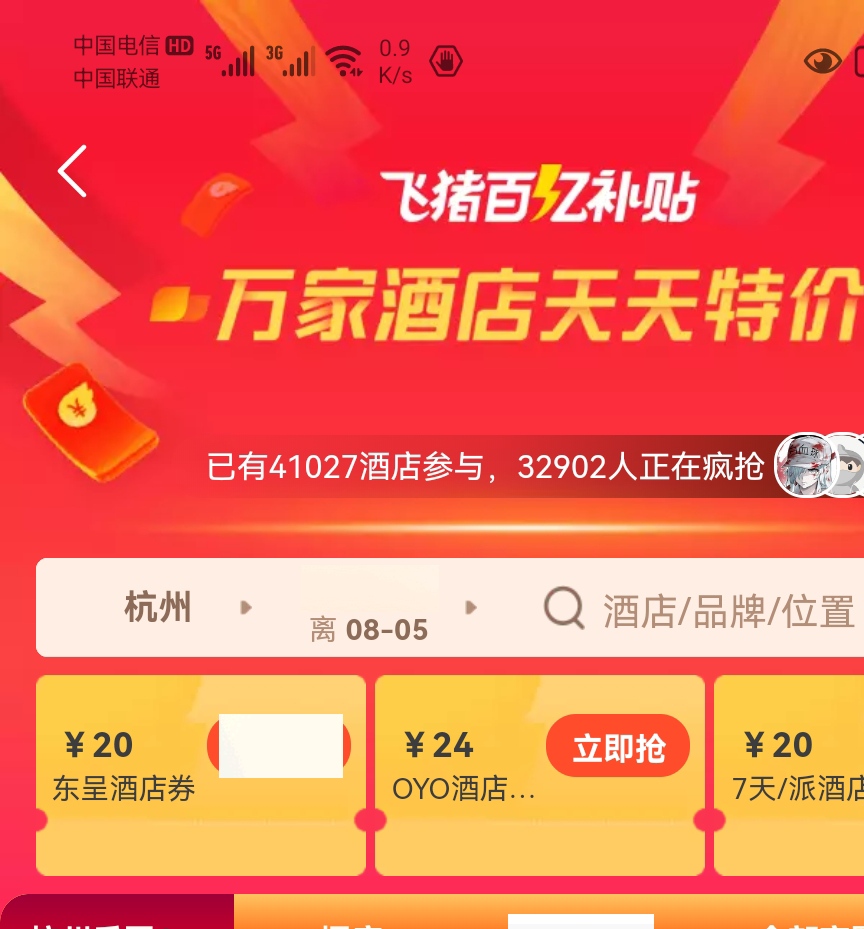 中国电信 HD 5G 3G 0.9 K/s
中国联通
飞猪百亿补贴
万家酒店天天特价
已有41027酒店参与，32902人正在疯抢
杭州
离 08-05
酒店/品牌/位置
¥20
东呈酒店券
¥24 立即抢
OYO酒店...
¥20
7天/派酒店